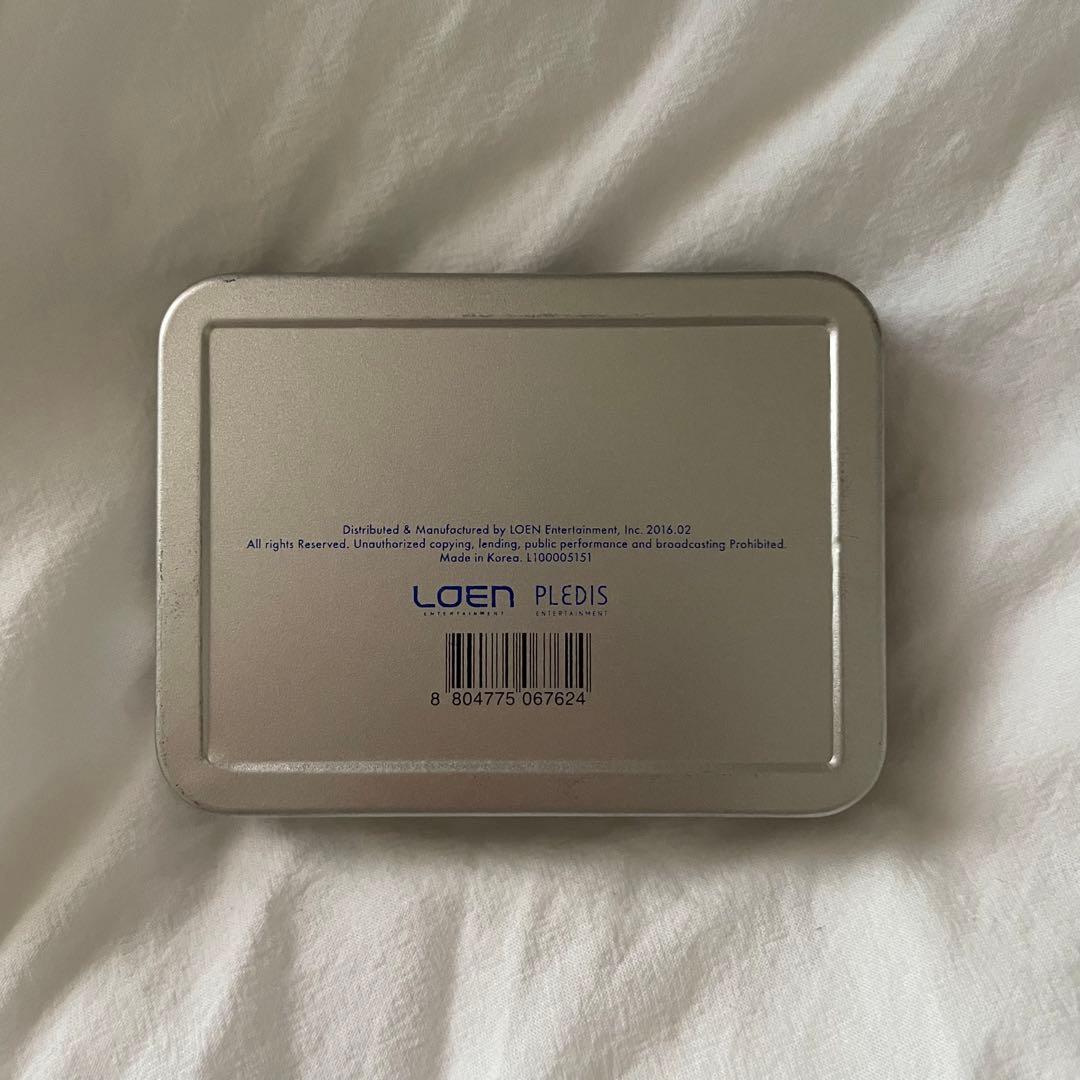 Distributed & Manufactured by LOEN Entertainment, Inc. 2016.02
All rights Reserved. Unauthorized copying, lending, public performance and broadcasting Prohibited.
Made in Korea. L100005151
LOEN PLEDIS
ENTERTAINMENT ENTERTAINMENT
8 804775 067624